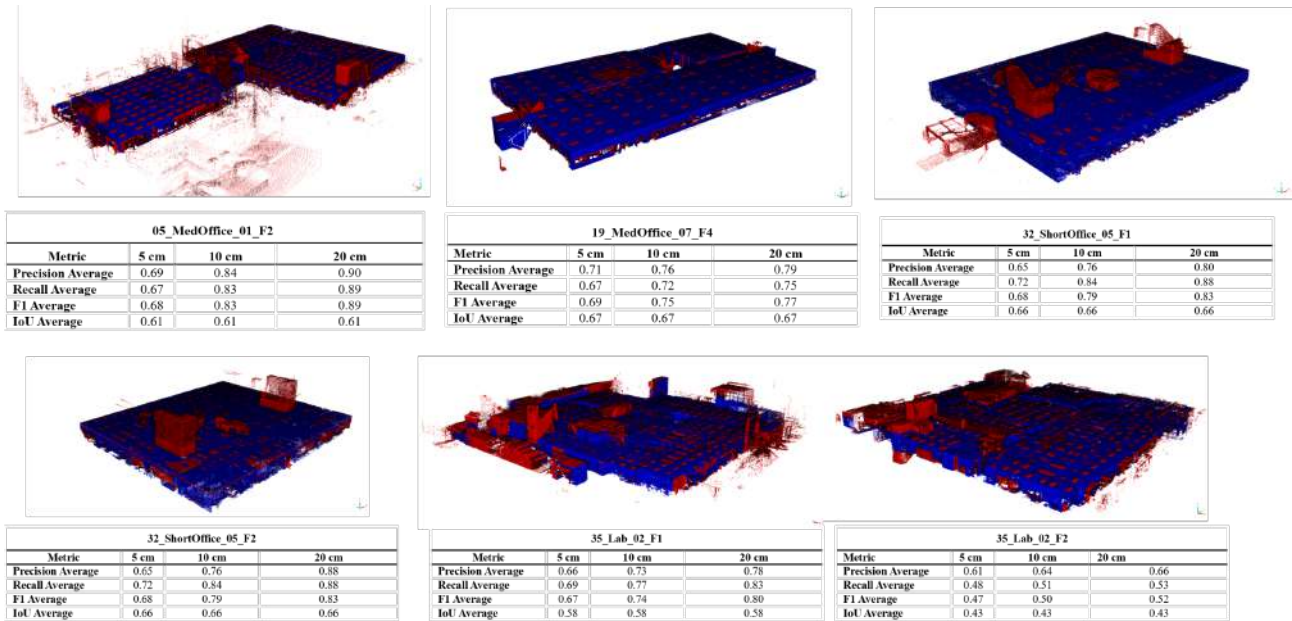 05_MedOffice_01_F2
Metric 5 cm 10 cm 20 cm
Precision Average 0.69 0.84 0.90
Recall Average 0.67 0.83 0.89
F1 Average 0.68 0.83 0.89
IoU Average 0.61 0.61 0.61
19_MedOffice_07_F4
Metric 5 cm 10 cm 20 cm
Precision Average 0.71 0.76 0.79
Recall Average 0.67 0.72 0.75
F1 Average 0.69 0.75 0.77
IoU Average 0.67 0.67 0.67
32_ShortOffice_05_F1
Metric 5 cm 10 cm 20 cm
Precision Average 0.65 0.76 0.80
Recall Average 0.72 0.84 0.88
F1 Average 0.68 0.79 0.83
IoU Average 0.66 0.66 0.66
32_ShortOffice_05_F2
Metric 5 cm 10 cm 20 cm
Precision Average 0.65 0.76 0.88
Recall Average 0.72 0.84 0.88
F1 Average 0.68 0.79 0.83
IoU Average 0.66 0.66 0.66
35_Lab_02_F1
Metric 5 cm 10 cm 20 cm
Precision Average 0.66 0.73 0.78
Recall Average 0.69 0.77 0.83
F1 Average 0.67 0.74 0.80
IoU Average 0.58 0.58 0.58
35_Lab_02_F2
Metric 5 cm 10 cm 20 cm
Precision Average 0.61 0.64 0.66
Recall Average 0.48 0.51 0.53
F1 Average 0.47 0.50 0.52
IoU Average 0.43 0.43 0.43